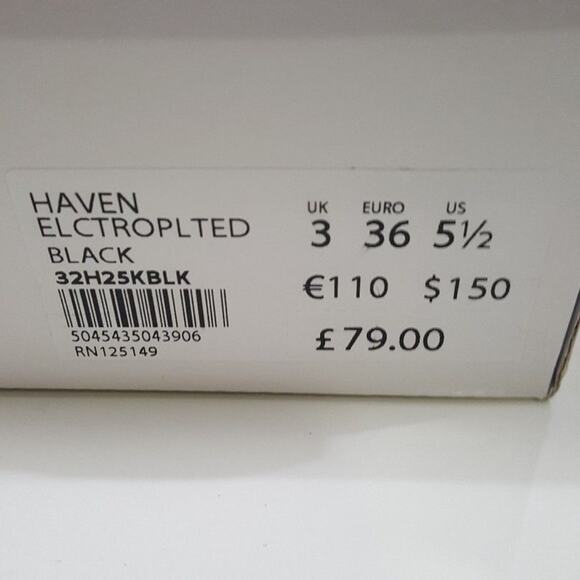 HAVEN
ELCTROPLTED
BLACK
32H25KBLK
5045435043906
RN125149
UK EURO US
3 36 5½
€110 $150
£79.00